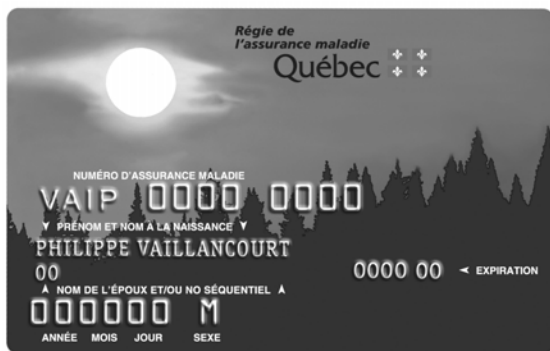 Régie de
l'assurance maladie
Québec
NUMÉRO D'ASSURANCE MALADIE
VAIP 0000 0000
PRÉNOM ET NOM À LA NAISSANCE
PHILIPPE VAILLANCOURT
00
0000 00 EXPIRATION
NOM DE L'ÉPOUX ET/OU NO SÉQUENTIEL
000000 M
ANNÉE MOIS JOUR SEXE